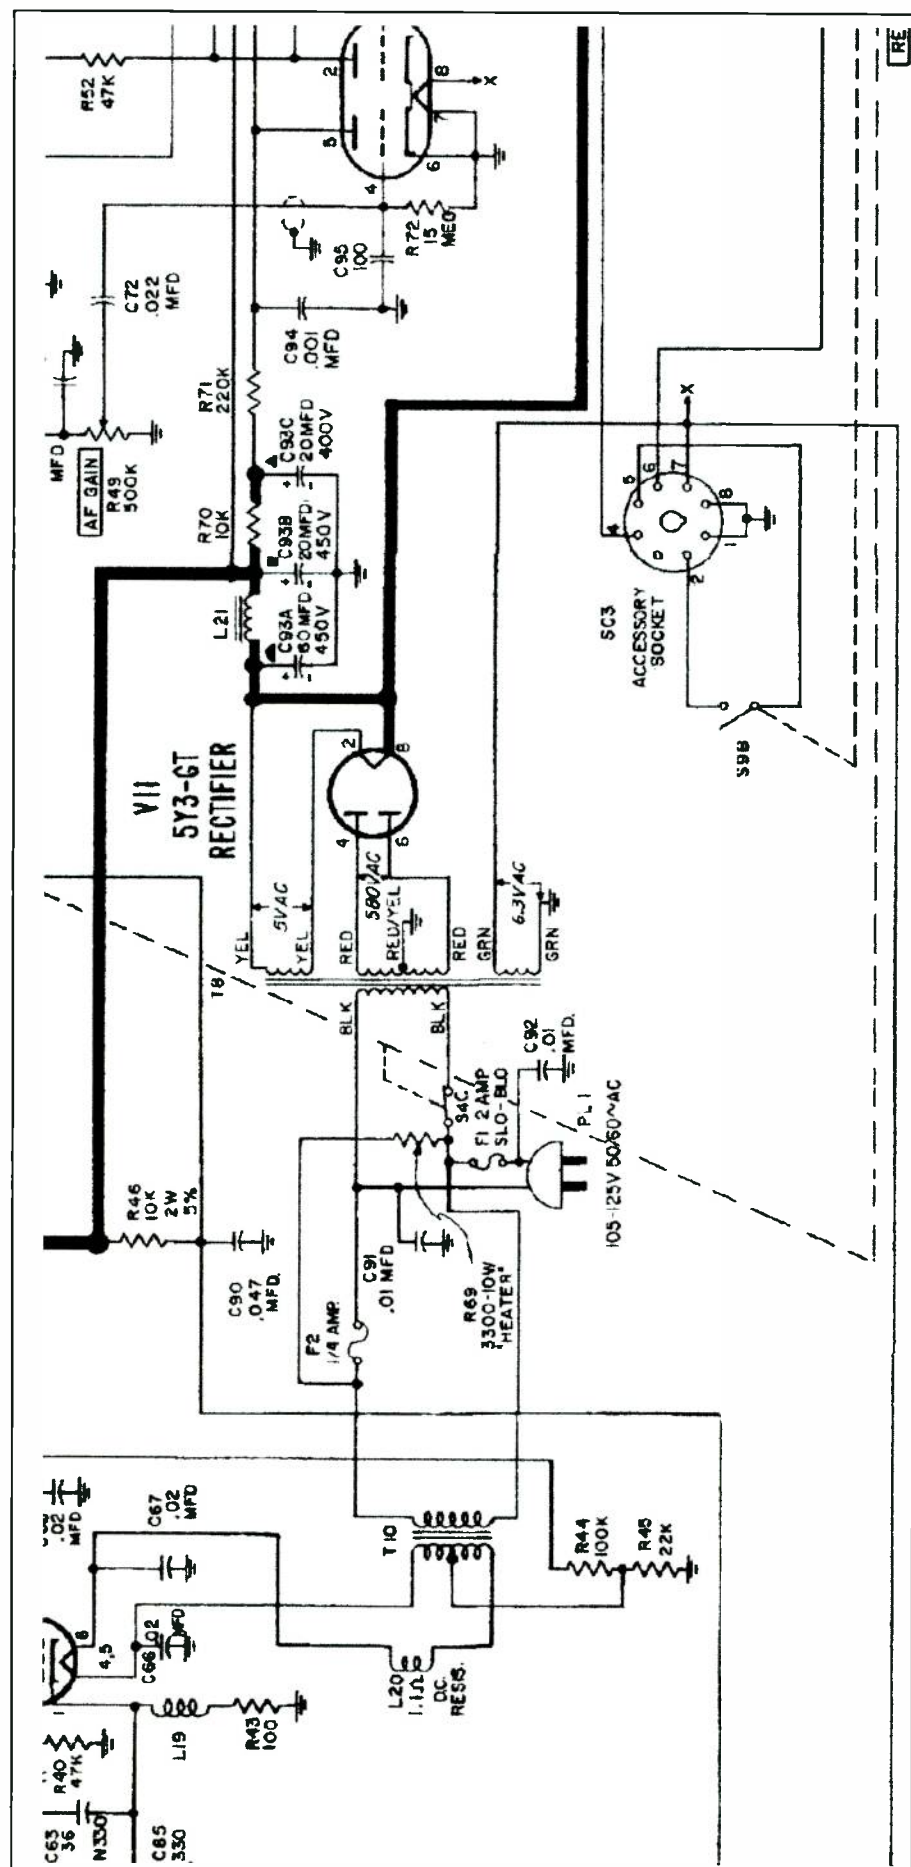 RE
R52
47K
2
5
8
X
7
6
4
R72
15
MEG
C95
100
C72
.022
MFD
C94
.001
MFD
MFD
AF GAIN
R49
500K
R71
220K
R70
10K
C93C
20MFD
400V
C93B
20MFD
450V
C93A
60MFD
450V
+
-
+
-
+
-
L21
X
5
6
7
4
8
1
2
SC3
ACCESSORY
SOCKET
S9B
V11
5Y3-GT
RECTIFIER
2
8
4
6
5VAC
580VAC
6.3VAC
YEL
YEL
RED
RED/YEL
RED
GRN
GRN
T8
BLK
BLK
C92
.01
MFD.
S4C
F1 2 AMP
SLO-BLO
PL1
105-125V 50/60~AC
R46
10K
2W
5%
C90
.047
MFD.
C91
.01 MFD
R69
3300-10W
"HEATER"
F2
1/4 AMP.
.02
MFD
C67
.02
MFD
T10
R44
100K
R45
22K
6
4,5
1
C66 .02
MFD
L20
1.1Ω
D.C.
RESIS.
L19
R43
100
R40
47K
C63
36
N330
C65
330